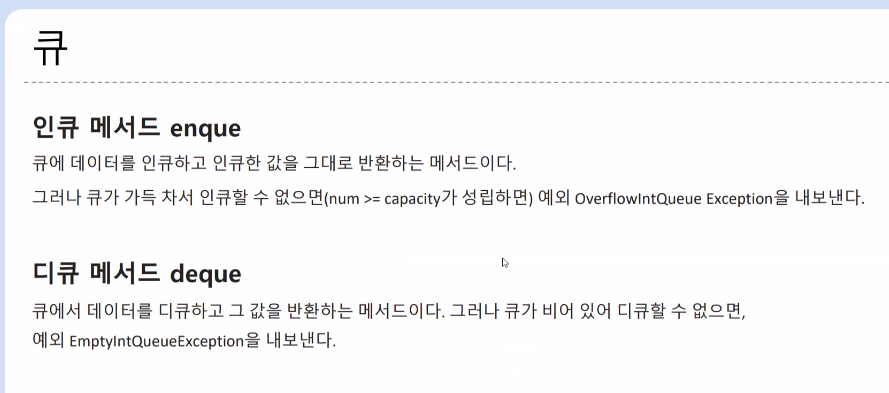 큐
인큐 메서드 enque
큐에 데이터를 인큐하고 인큐한 값을 그대로 반환하는 메서드이다.
그러나 큐가 가득 차서 인큐할 수 없으면(num >= capacity가 성립하면) 예외 OverflowIntQueue Exception을 내보낸다.
디큐 메서드 deque
큐에서 데이터를 디큐하고 그 값을 반환하는 메서드이다. 그러나 큐가 비어 있어 디큐할 수 없으면,
예외 EmptyIntQueueException을 내보낸다.